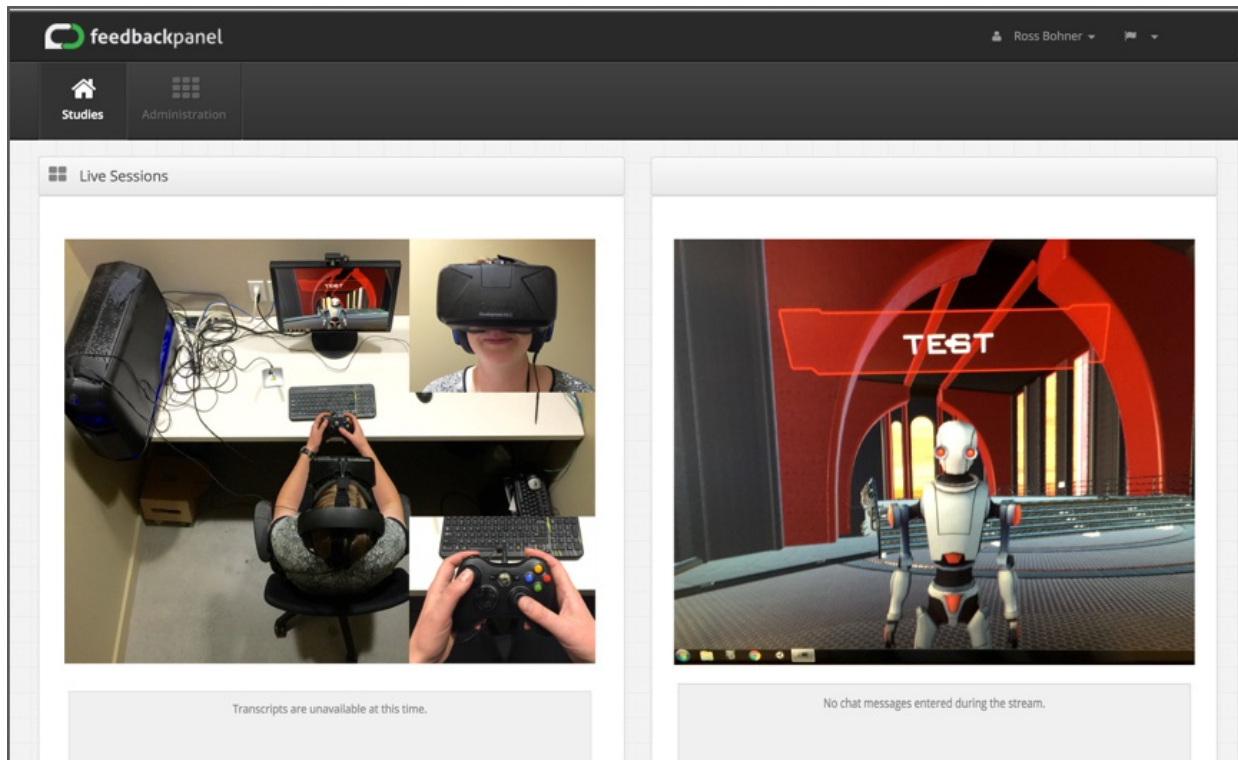 feedbackpanel
Ross Bohner
Studies
Administration
Live Sessions
TEST
TEST
Transcripts are unavailable at this time.
No chat messages entered during the stream.